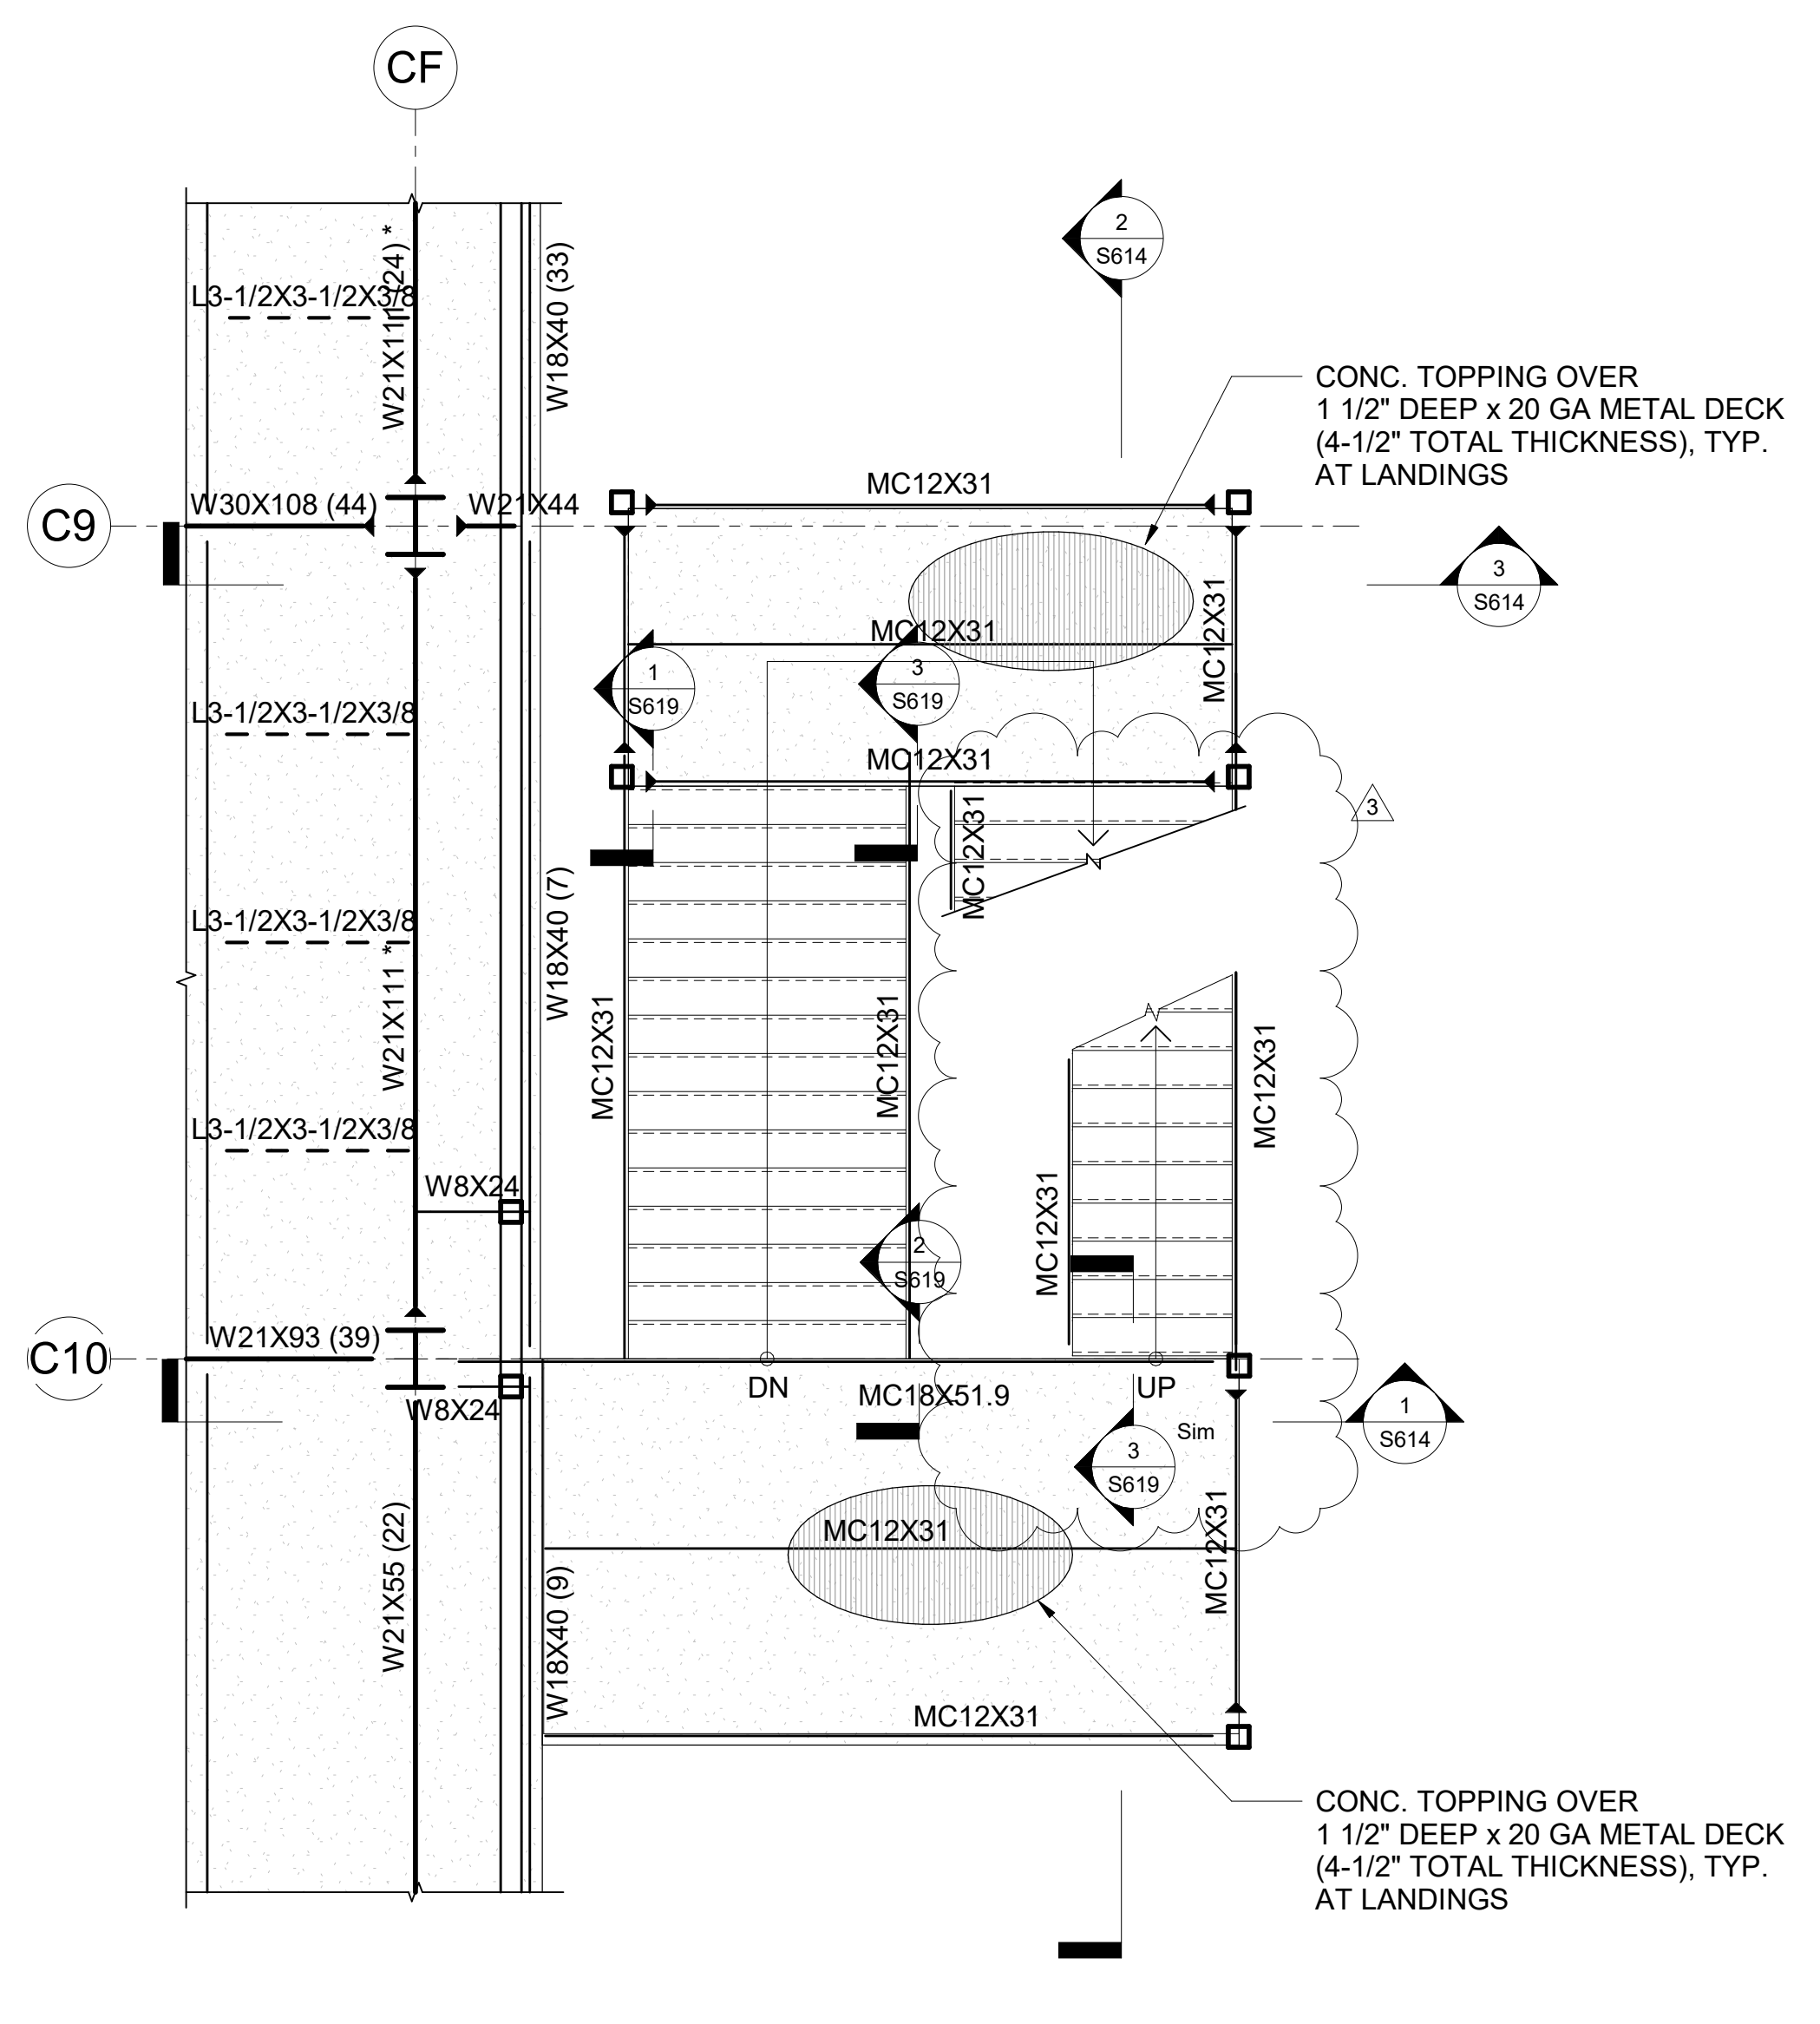 CF
2
S614
W21X111 (24) *
W18X40 (33)
L3-1/2X3-1/2X3/8
CONC. TOPPING OVER
1 1/2" DEEP x 20 GA METAL DECK
(4-1/2" TOTAL THICKNESS), TYP.
AT LANDINGS
MC12X31
C9
W30X108 (44)
W21X44
3
S614
MC12X31
MC12X31
1
S619
3
S619
L3-1/2X3-1/2X3/8
MC12X31
3
MC12X31
L3-1/2X3-1/2X3/8
W18X40 (7)
W21X111 *
MC12X31
MC12X31
MC12X31
L3-1/2X3-1/2X3/8
W8X24
MC12X31
2
S619
C10
W21X93 (39)
DN
UP
MC18X51.9
W8X24
1
S614
Sim
3
S619
W21X55 (22)
MC12X31
MC12X31
W18X40 (9)
MC12X31
CONC. TOPPING OVER
1 1/2" DEEP x 20 GA METAL DECK
(4-1/2" TOTAL THICKNESS), TYP.
AT LANDINGS